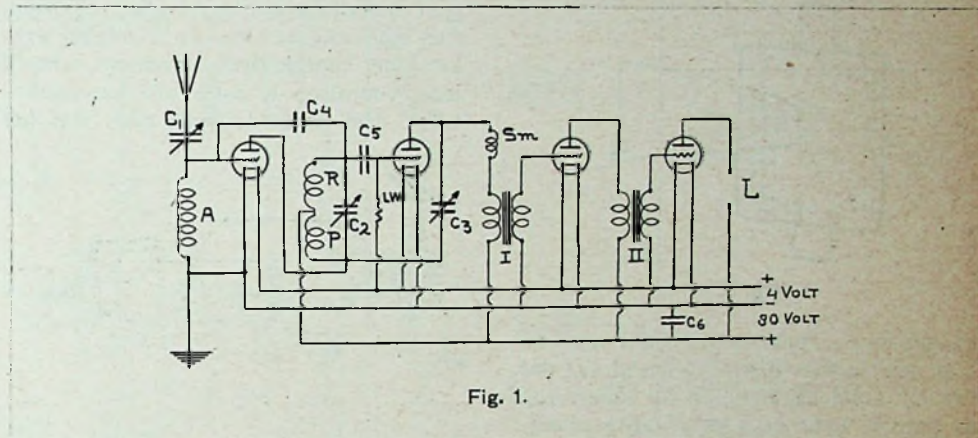 C1
C4
C5
Sm
R
LW
A
P
C2
C3
L
I
II
+
4 VOLT
–
C6
80 VOLT
+
Fig. 1.